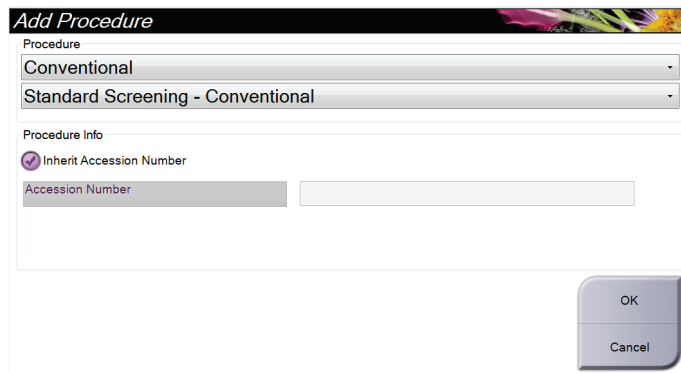 Add Procedure
Procedure
Conventional
Standard Screening - Conventional
Procedure Info
Inherit Accession Number
Accession Number
OK
Cancel